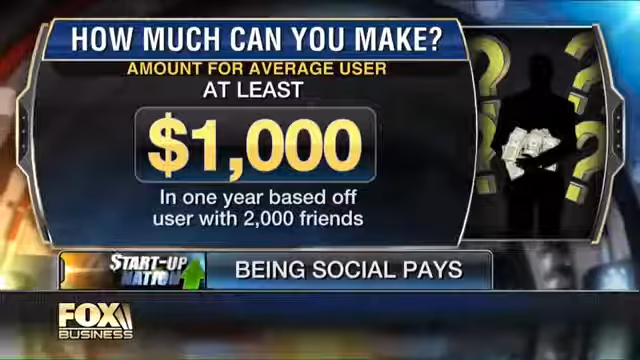 HOW MUCH CAN YOU MAKE?
AMOUNT FOR AVERAGE USER
AT LEAST
$1,000
In one year based off
user with 2,000 friends
$TART-UP
NATION
BEING SOCIAL PAYS
FOX
BUSINESS